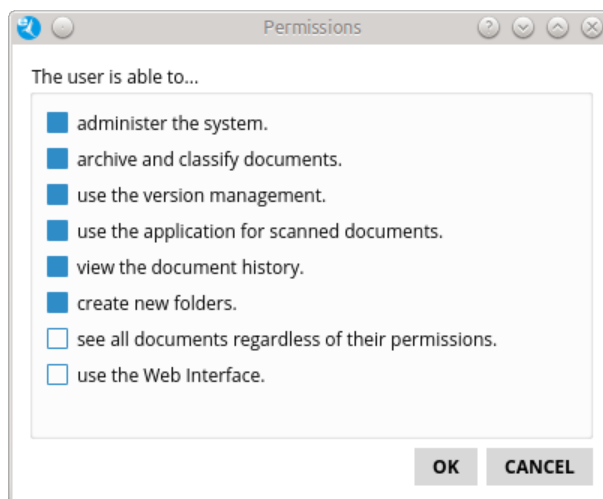 Permissions
The user is able to...
administer the system.
archive and classify documents.
use the version management.
use the application for scanned documents.
view the document history.
create new folders.
see all documents regardless of their permissions.
use the Web Interface.
OK CANCEL